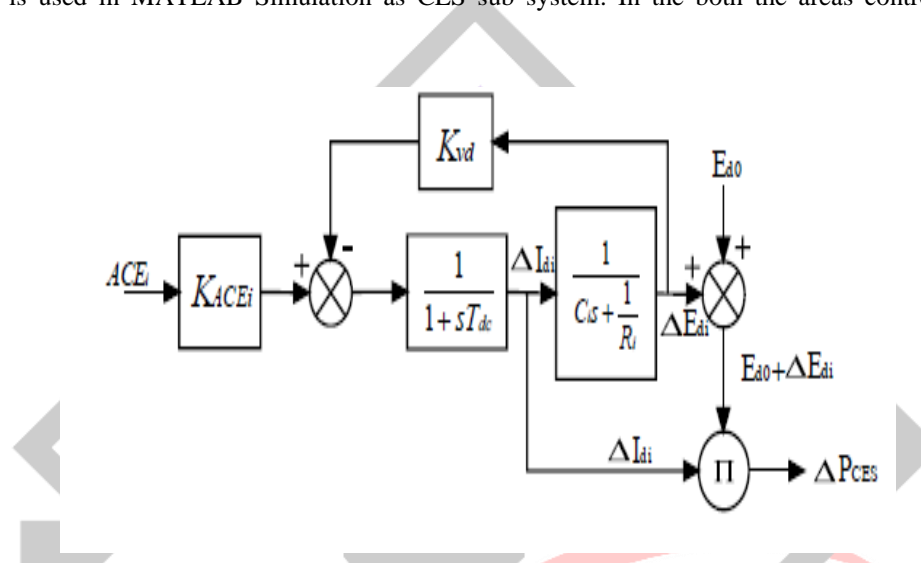 is used in MATLAB Simulation as CES sub system. In the both the areas contr
K_vd
E_d0
ACE_i
K_ACEi
+
-
1
1+sT_dc
ΔI_di
1
C_is+
1
R_i
+
ΔE_di
+
E_d0+ΔE_di
ΔI_di
Π
ΔP_CES